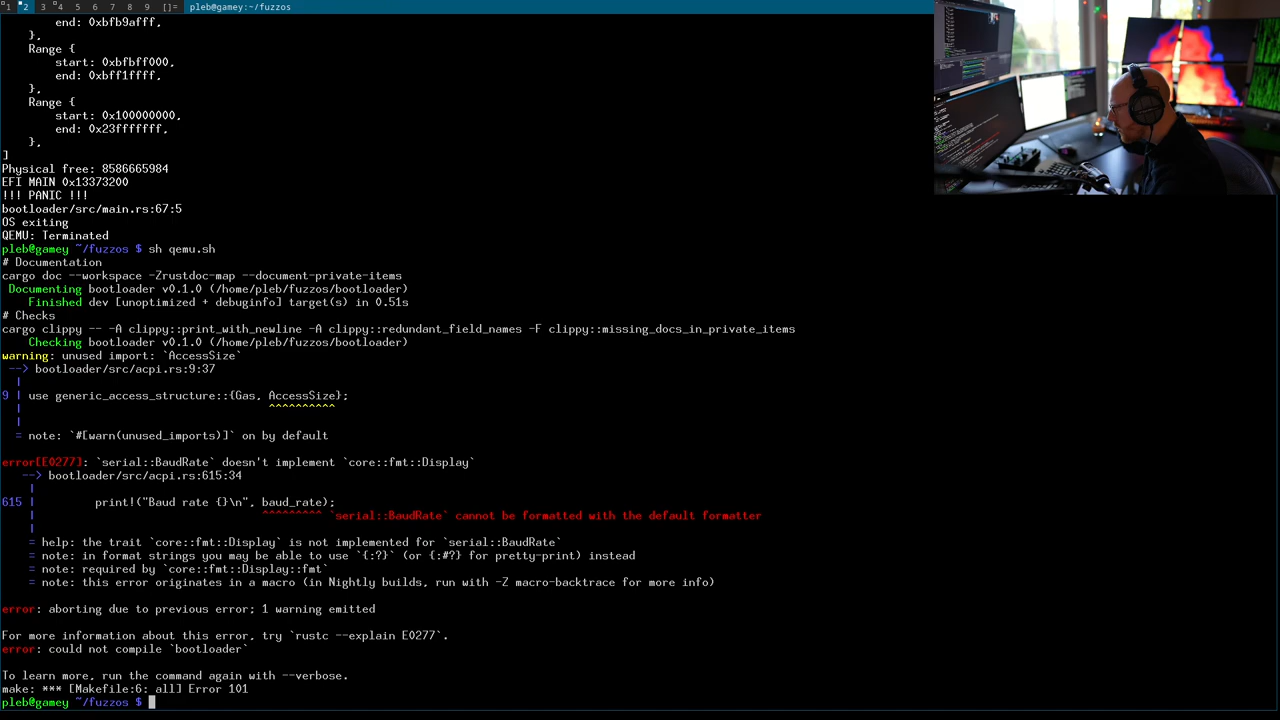 1 2 3 4 5 6 7 8 9 []= pleb@gamey:~/fuzzos
end: 0xbfb9afff,
},
Range {
start: 0xbfbff000,
end: 0xbff1ffff,
},
Range {
start: 0x100000000,
end: 0x23fffffff,
},
]
Physical free: 8586665984
EFI MAIN 0x13373200
!!! PANIC !!!
bootloader/src/main.rs:67:5
OS exiting
QEMU: Terminated
pleb@gamey ~/fuzzos $ sh qemu.sh
# Documentation
cargo doc --workspace -Zrustdoc-map --document-private-items
Documenting bootloader v0.1.0 (/home/pleb/fuzzos/bootloader)
Finished dev [unoptimized + debuginfo] target(s) in 0.51s
# Checks
cargo clippy -- -A clippy::print_with_newline -A clippy::redundant_field_names -F clippy::missing_docs_in_private_items
Checking bootloader v0.1.0 (/home/pleb/fuzzos/bootloader)
warning: unused import: `AccessSize`
--> bootloader/src/acpi.rs:9:37
|
9 | use generic_access_structure::{Gas, AccessSize};
| ^^^^^^^^^^
|
= note: `#[warn(unused_imports)]` on by default
error[E0277]: `serial::BaudRate` doesn't implement `core::fmt::Display`
--> bootloader/src/acpi.rs:615:34
|
615 | print!("Baud rate {}\n", baud_rate);
| ^^^^^^^^^ `serial::BaudRate` cannot be formatted with the default formatter
|
= help: the trait `core::fmt::Display` is not implemented for `serial::BaudRate`
= note: in format strings you may be able to use `{:?}` (or {:#?} for pretty-print) instead
= note: required by `core::fmt::Display::fmt`
= note: this error originates in a macro (in Nightly builds, run with -Z macro-backtrace for more info)
error: aborting due to previous error; 1 warning emitted
For more information about this error, try `rustc --explain E0277`.
error: could not compile `bootloader`
To learn more, run the command again with --verbose.
make: *** [Makefile:6: all] Error 101
pleb@gamey ~/fuzzos $